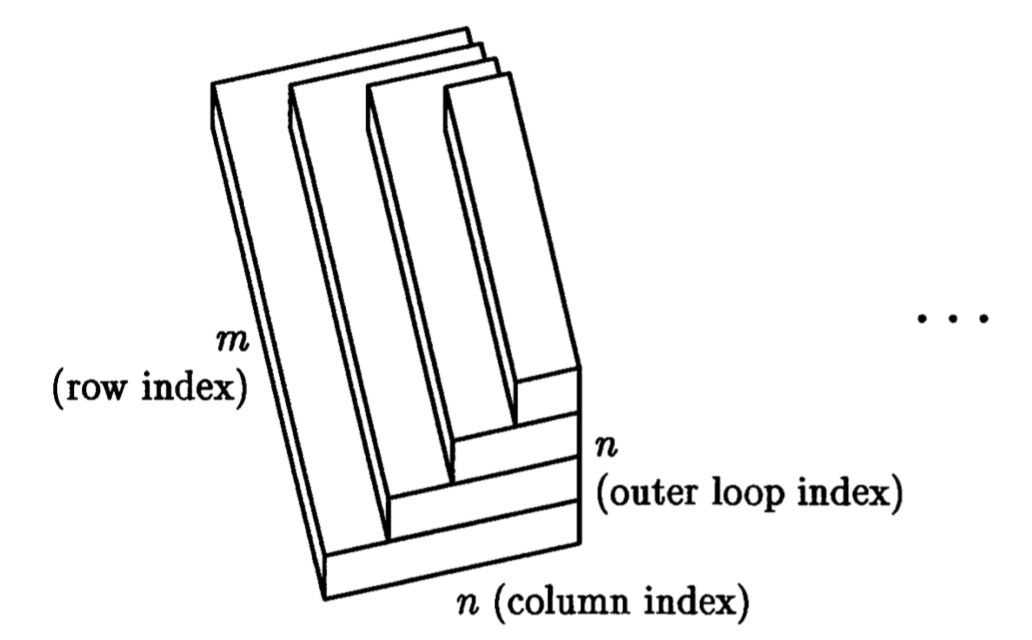 m
(row index)
. . .
n
(outer loop index)
n (column index)